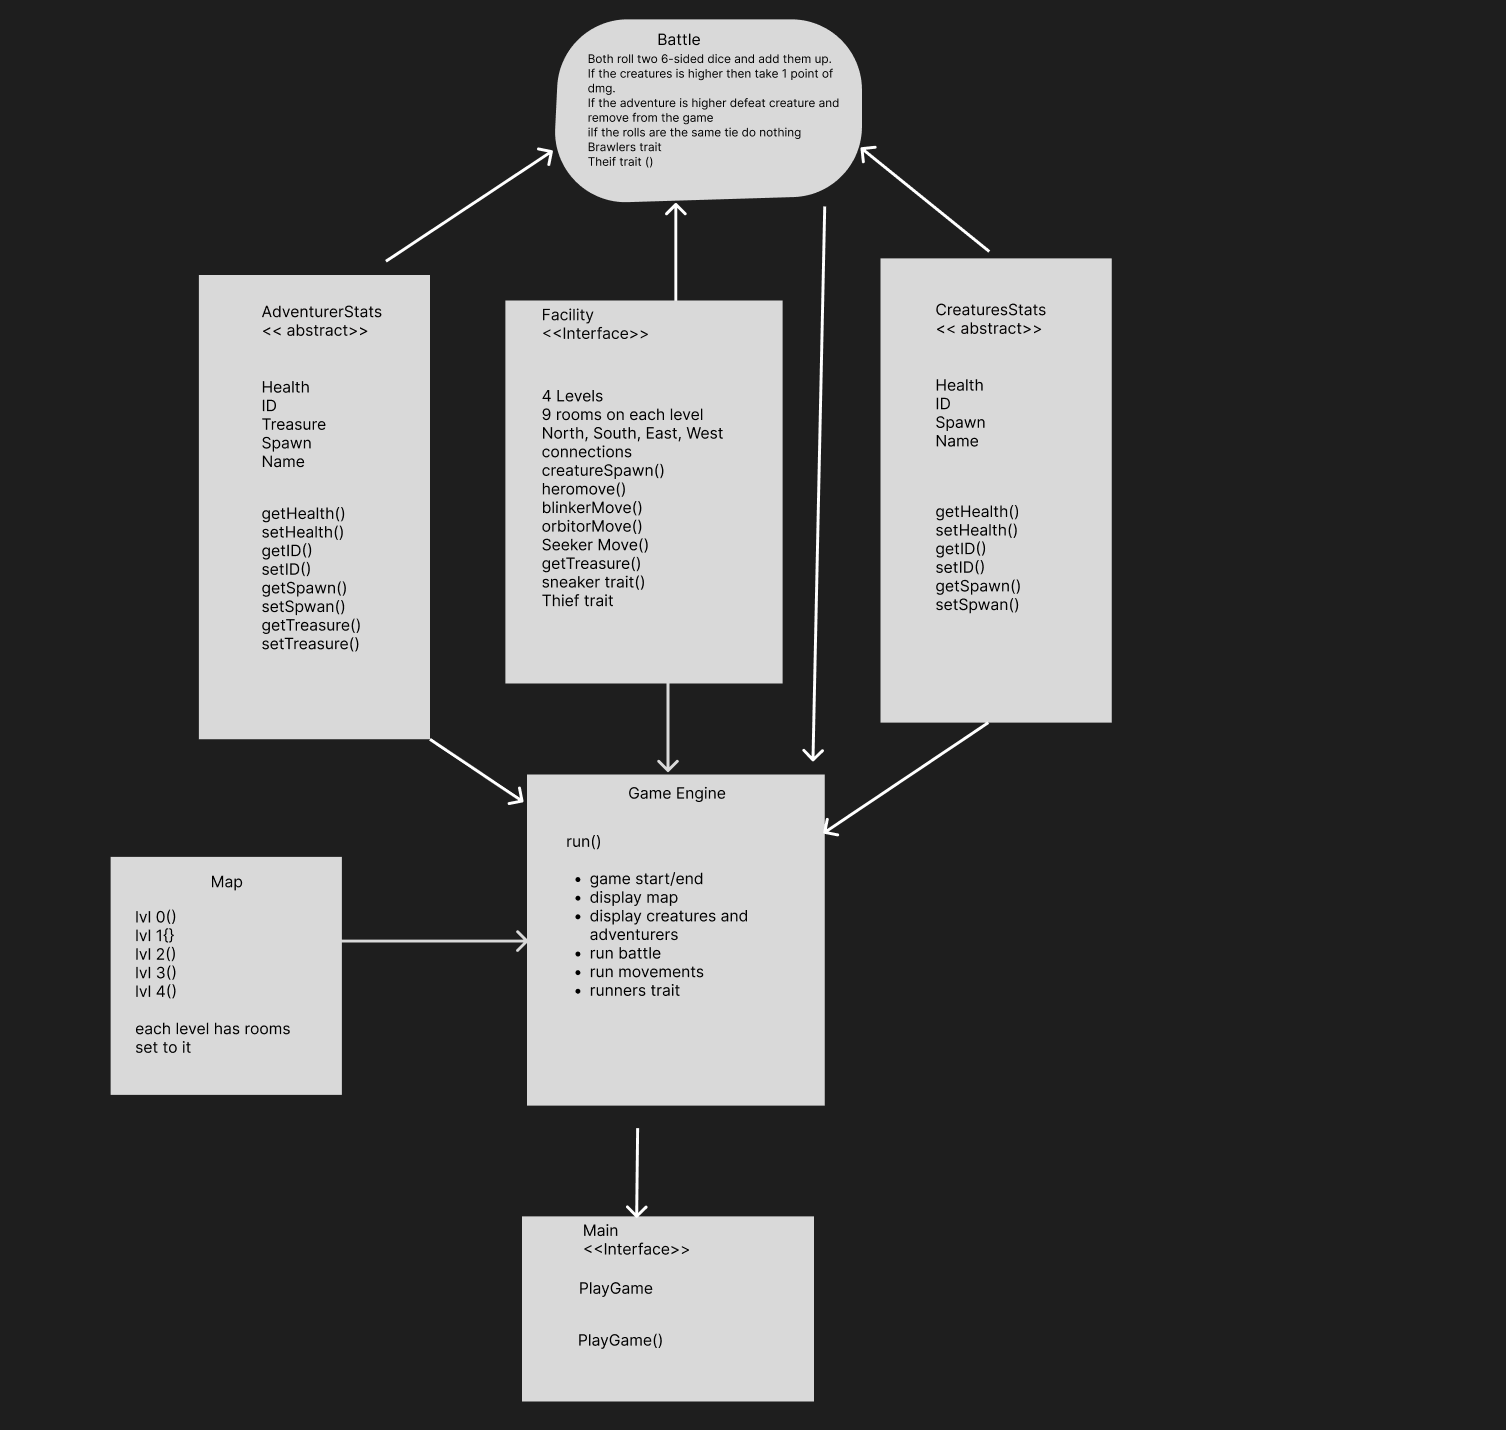 Battle
Both roll two 6-sided dice and add them up.
If the creatures is higher then take 1 point of
dmg.
If the adventure is higher defeat creature and
remove from the game
iIf the rolls are the same tie do nothing
Brawlers trait
Theif trait ()
AdventurerStats
<< abstract>>
Health
ID
Treasure
Spawn
Name
getHealth()
setHealth()
getID()
setID()
getSpawn()
setSpwan()
getTreasure()
setTreasure()
Facility
<<Interface>>
4 Levels
9 rooms on each level
North, South, East, West
connections
creatureSpawn()
heromove()
blinkerMove()
orbitorMove()
Seeker Move()
getTreasure()
sneaker trait()
Thief trait
CreaturesStats
<< abstract>>
Health
ID
Spawn
Name
getHealth()
setHealth()
getID()
setID()
getSpawn()
setSpwan()
Game Engine
run()
• game start/end
• display map
• display creatures and
adventurers
• run battle
• run movements
• runners trait
Map
lvl 0()
lvl 1{}
lvl 2()
lvl 3()
lvl 4()
each level has rooms
set to it
Main
<<Interface>>
PlayGame
PlayGame()